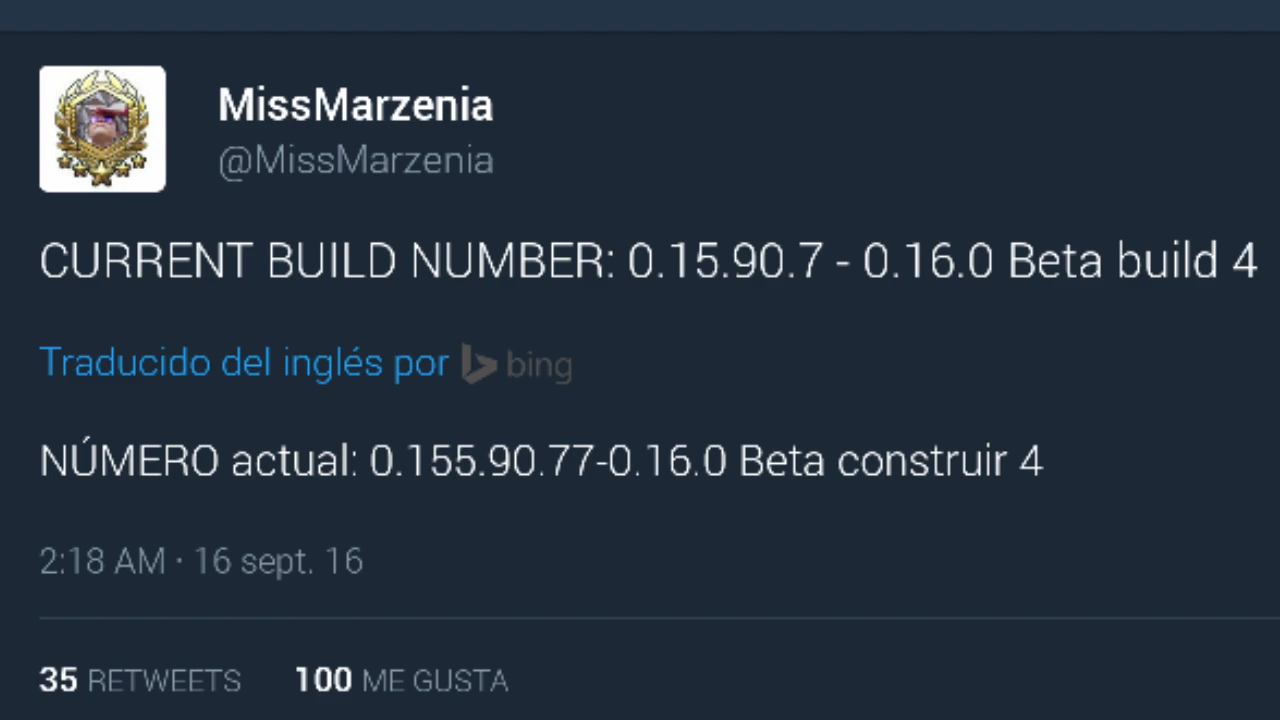 MissMarzenia
@MissMarzenia
CURRENT BUILD NUMBER: 0.15.90.7 - 0.16.0 Beta build 4
Traducido del inglés por bing
NÚMERO actual: 0.155.90.77-0.16.0 Beta construir 4
2:18 AM · 16 sept. 16
35 RETWEETS 100 ME GUSTA